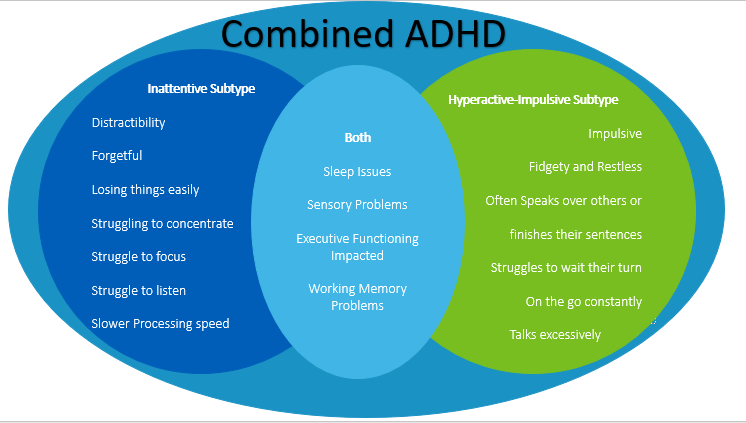 Combined ADHD
Inattentive Subtype
Distractibility
Forgetful
Losing things easily
Struggling to concentrate
Struggle to focus
Struggle to listen
Slower Processing speed
Both
Sleep Issues
Sensory Problems
Executive Functioning
Impacted
Working Memory
Problems
Hyperactive-Impulsive Subtype
Impulsive
Fidgety and Restless
Often Speaks over others or
finishes their sentences
Struggles to wait their turn
On the go constantly
Talks excessively